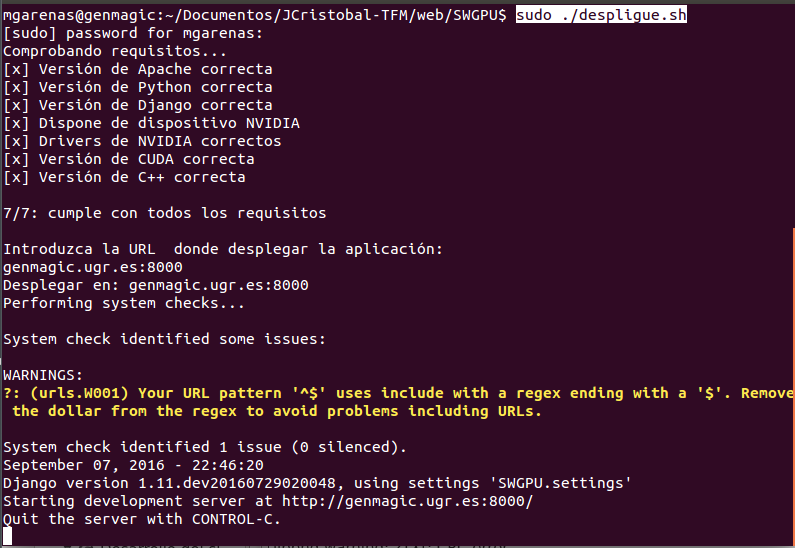 mgarenas@genmagic:~/Documentos/JCristobal-TFM/web/SWGPU$ sudo ./despligue.sh
[sudo] password for mgarenas:
Comprobando requisitos...
[x] Versión de Apache correcta
[x] Versión de Python correcta
[x] Versión de Django correcta
[x] Dispone de dispositivo NVIDIA
[x] Drivers de NVIDIA correctos
[x] Versión de CUDA correcta
[x] Versión de C++ correcta
7/7: cumple con todos los requisitos
Introduzca la URL  donde desplegar la aplicación:
genmagic.ugr.es:8000
Desplegar en: genmagic.ugr.es:8000
Performing system checks...
System check identified some issues:
WARNINGS:
?: (urls.W001) Your URL pattern '^$' uses include with a regex ending with a '$'. Remove
the dollar from the regex to avoid problems including URLs.
System check identified 1 issue (0 silenced).
September 07, 2016 - 22:46:20
Django version 1.11.dev20160729020048, using settings 'SWGPU.settings'
Starting development server at http://genmagic.ugr.es:8000/
Quit the server with CONTROL-C.